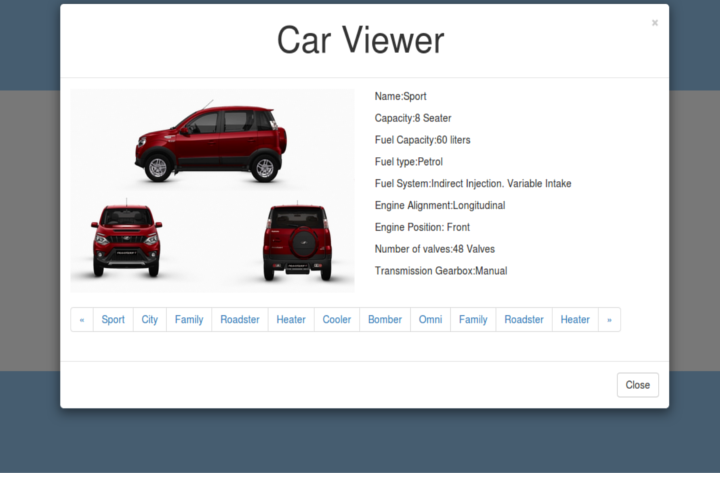 Car Viewer
×
Name:Sport
Capacity:8 Seater
Fuel Capacity:60 liters
Fuel type:Petrol
Fuel System:Indirect Injection. Variable Intake
Engine Alignment:Longitudinal
Engine Position: Front
Number of valves:48 Valves
Transmission Gearbox:Manual
« Sport City Family Roadster Heater Cooler Bomber Omni Family Roadster Heater »
Close